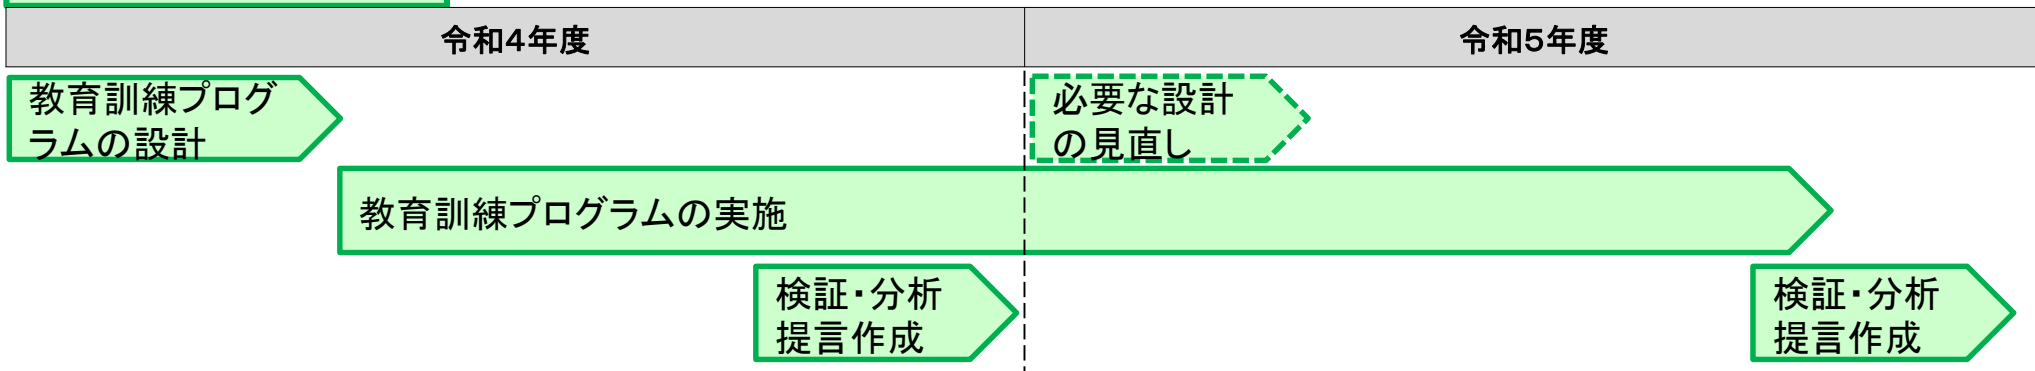 令和4年度
令和5年度
教育訓練プログ
ラムの設計
必要な設計
の見直し
教育訓練プログラムの実施
検証・分析
提言作成
検証・分析
提言作成